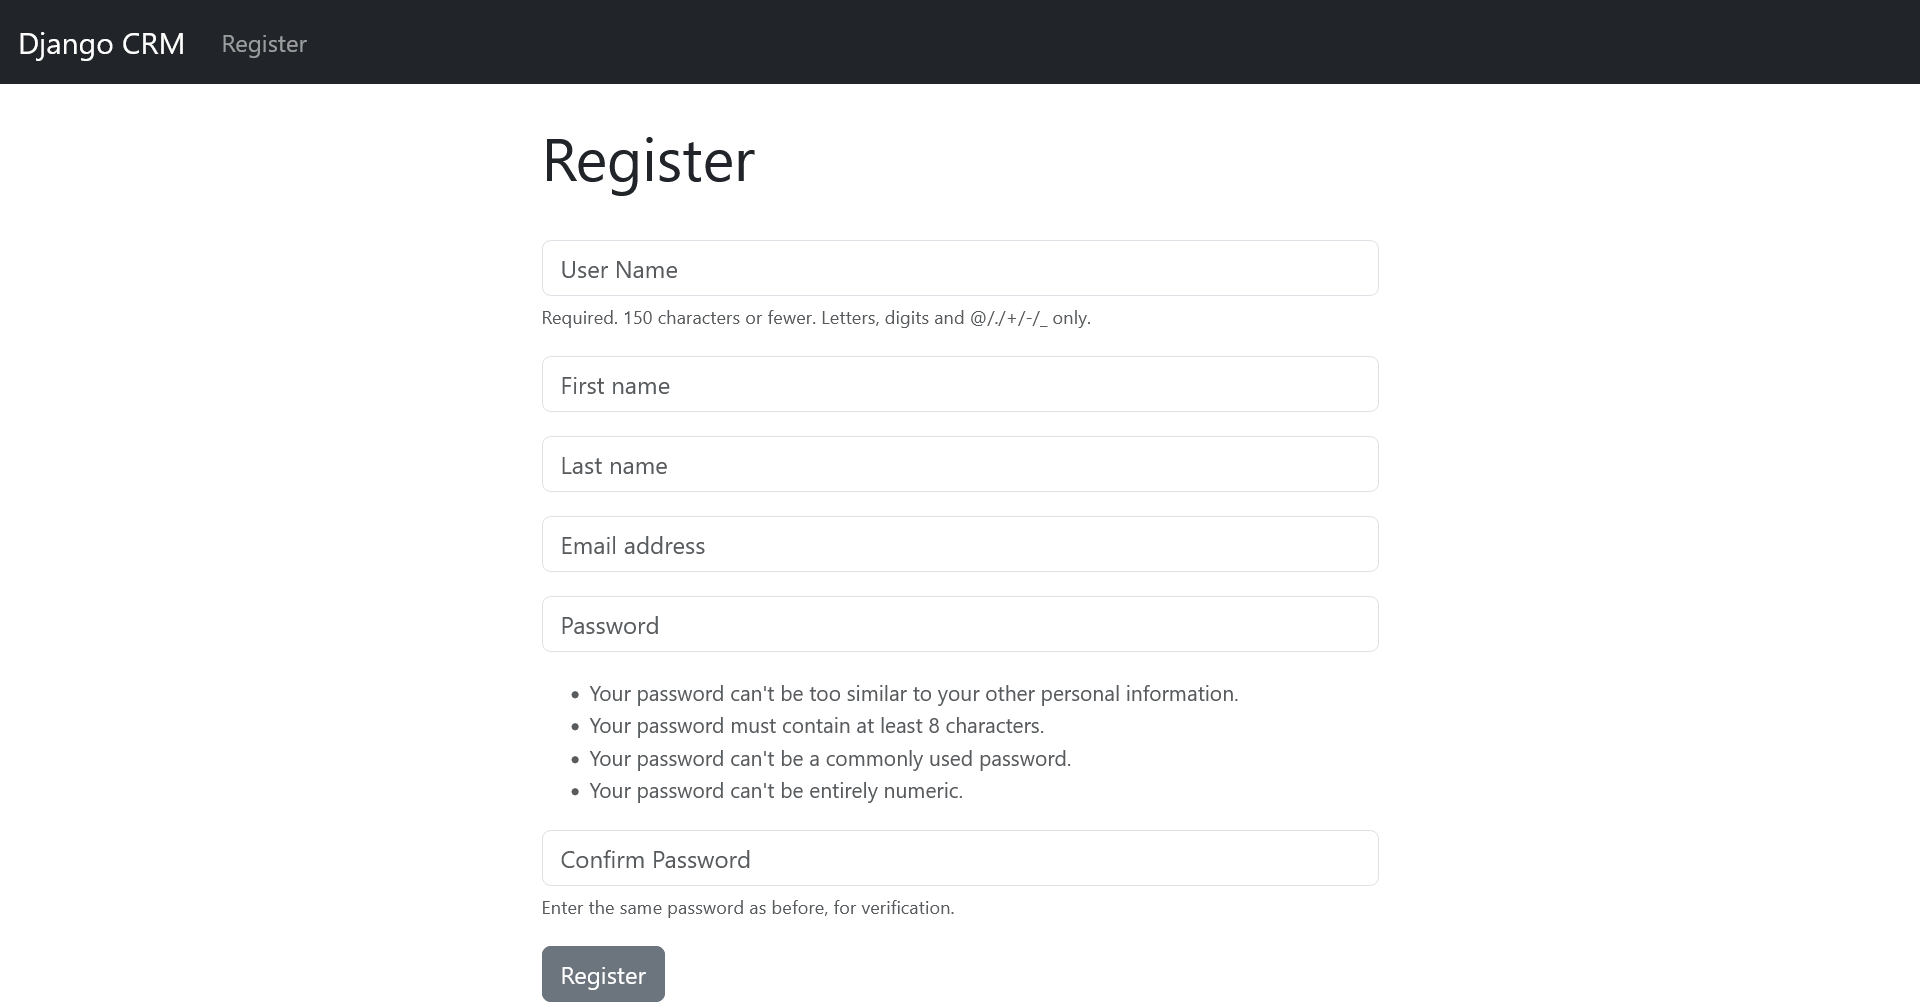 Django CRM Register
Register
User Name
Required. 150 characters or fewer. Letters, digits and @/./+/-/_ only.
First name
Last name
Email address
Password
• Your password can't be too similar to your other personal information.
• Your password must contain at least 8 characters.
• Your password can't be a commonly used password.
• Your password can't be entirely numeric.
Confirm Password
Enter the same password as before, for verification.
Register